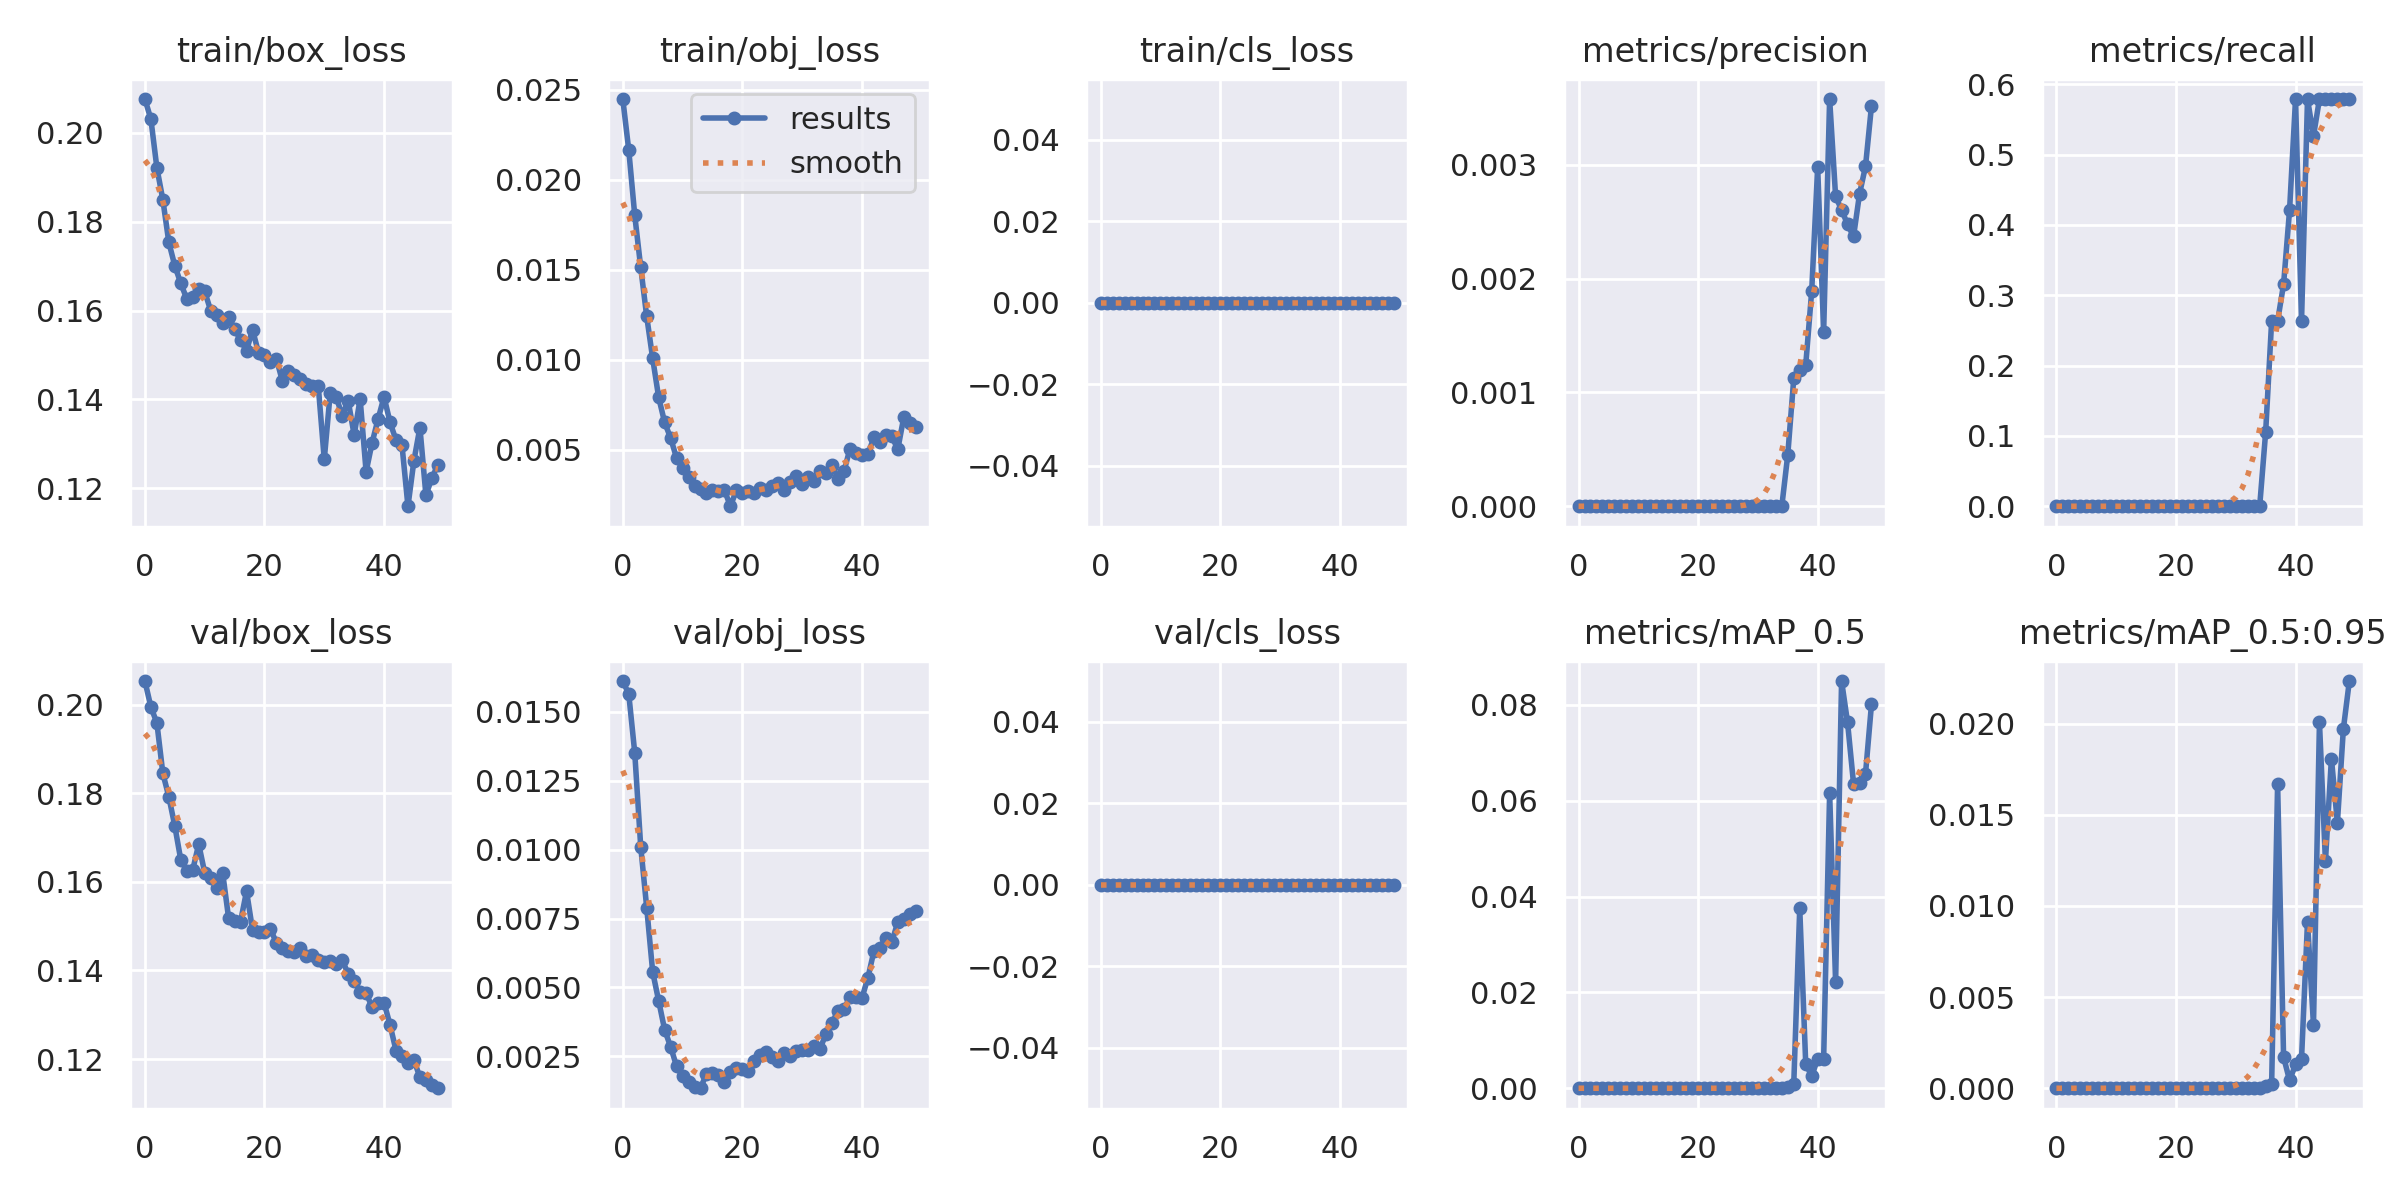 train/box_loss
0.20
0.18
0.16
0.14
0.12
0 20 40
train/obj_loss
results
smooth
0.025
0.020
0.015
0.010
0.005
0 20 40
train/cls_loss
0.04
0.02
0.00
−0.02
−0.04
0 20 40
metrics/precision
0.003
0.002
0.001
0.000
0 20 40
metrics/recall
0.6
0.5
0.4
0.3
0.2
0.1
0.0
0 20 40
val/box_loss
0.20
0.18
0.16
0.14
0.12
0 20 40
val/obj_loss
0.0150
0.0125
0.0100
0.0075
0.0050
0.0025
0 20 40
val/cls_loss
0.04
0.02
0.00
−0.02
−0.04
0 20 40
metrics/mAP_0.5
0.08
0.06
0.04
0.02
0.00
0 20 40
metrics/mAP_0.5:0.95
0.020
0.015
0.010
0.005
0.000
0 20 40